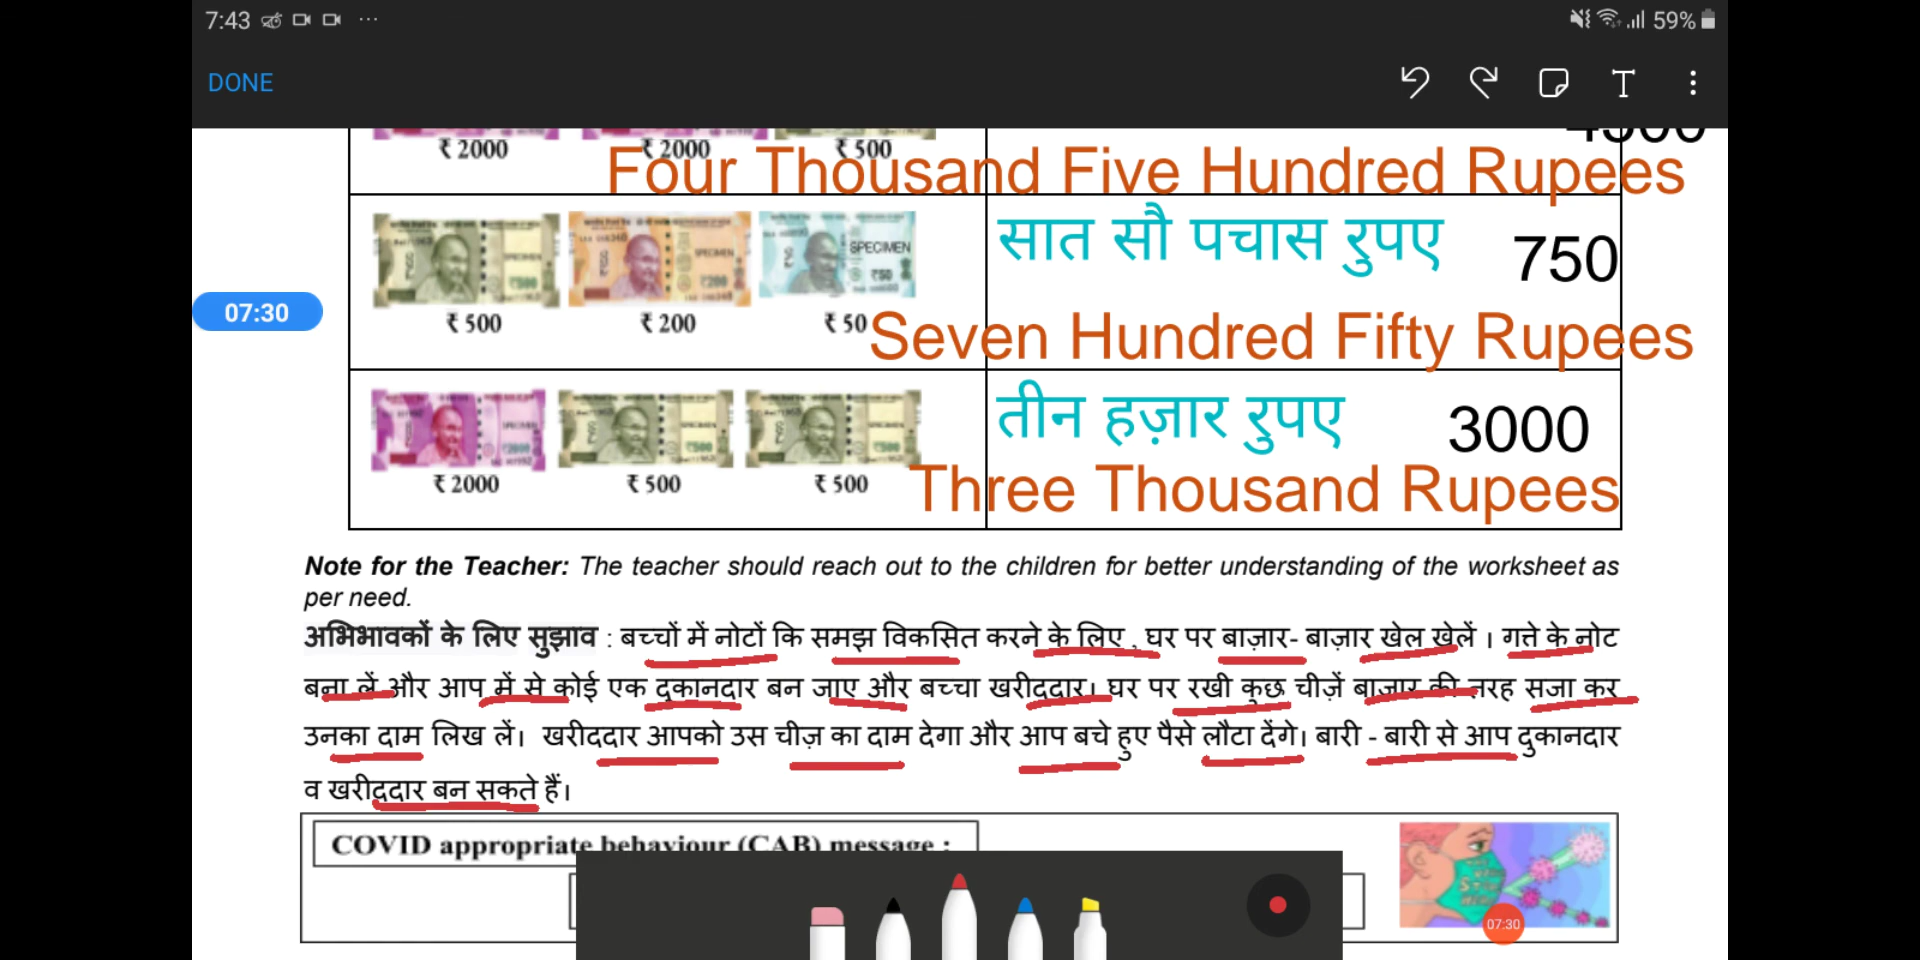 7:43 ... 59%
DONE T
₹ 2000 ₹ 2000 ₹ 500
Four Thousand Five Hundred Rupees
सात सौ पचास रुपए 750
SPECIMEN
₹ 500 ₹ 200 ₹ 50
Seven Hundred Fifty Rupees
07:30
तीन हज़ार रुपए 3000
₹ 2000 ₹ 500 ₹ 500
Three Thousand Rupees
Note for the Teacher: The teacher should reach out to the children for better understanding of the worksheet as
per need.
अभिभावकों के लिए सुझाव : बच्चों में नोटों कि समझ विकसित करने के लिए , घर पर बाज़ार- बाज़ार खेल खेलें । गत्ते के नोट
बना लें और आप में से कोई एक दूकानदार बन जाए और बच्चा खरीददार। घर पर रखी कुछ चीज़ें बाज़ार की तरह सजा कर
उनका दाम लिख लें। खरीददार आपको उस चीज़ का दाम देगा और आप बचे हुए पैसे लौटा देंगे। बारी - बारी से आप दुकानदार
व खरीददार बन सकते हैं।
COVID appropriate behaviour (CAB) message :
07:30